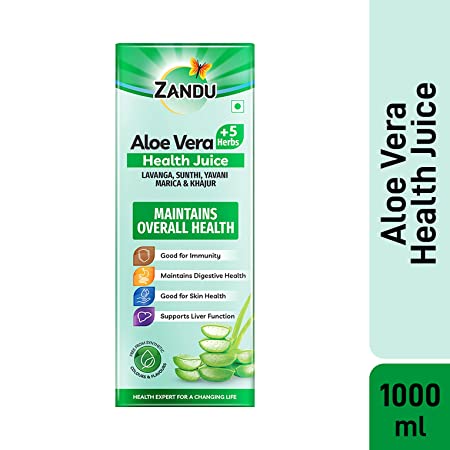 ZANDU
Aloe Vera +5 Herbs
Health Juice
LAVANGA, SUNTHI, YAVANI
MARICA & KHAJUR
MAINTAINS
OVERALL HEALTH
Good for Immunity
Maintains Digestive Health
Good for Skin Health
Supports Liver Function
FREE FROM SYNTHETIC
COLOURS & FLAVOURS
HEALTH EXPERT FOR A CHANGING LIFE
Aloe Vera
Health Juice
1000
ml